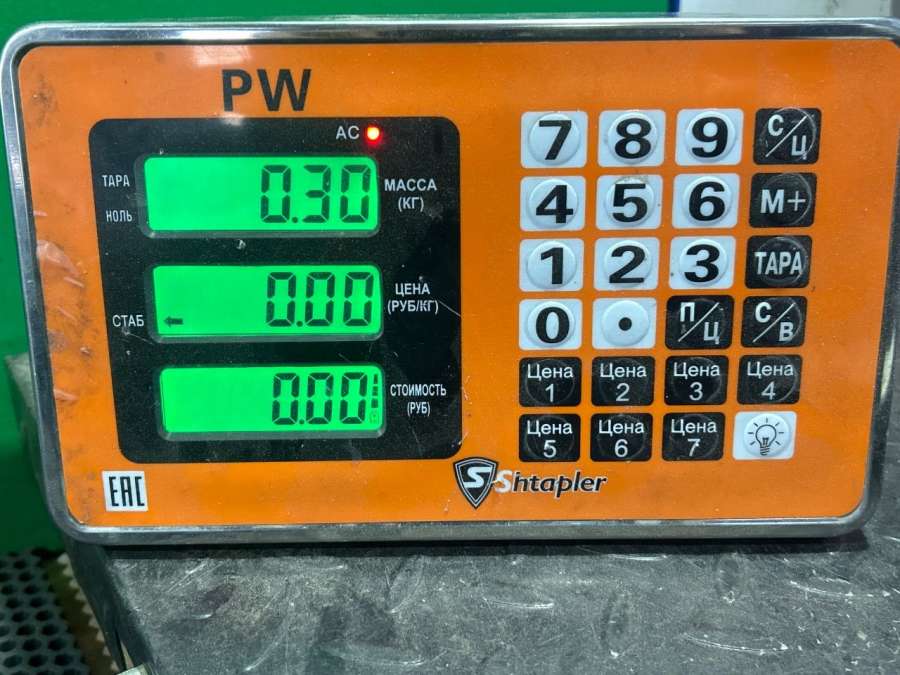 PW
AC
ТАРА
НОЛЬ
0.30
МАССА
(КГ)
СТАБ
0.00
ЦЕНА
(РУБ/КГ)
0.00
СТОИМОСТЬ
(РУБ)
7 8 9 С/Ц
4 5 6 М+
1 2 3 ТАРА
0 • П/Ц С/В
Цена 1 Цена 2 Цена 3 Цена 4
Цена 5 Цена 6 Цена 7
EAC
S Shtapler